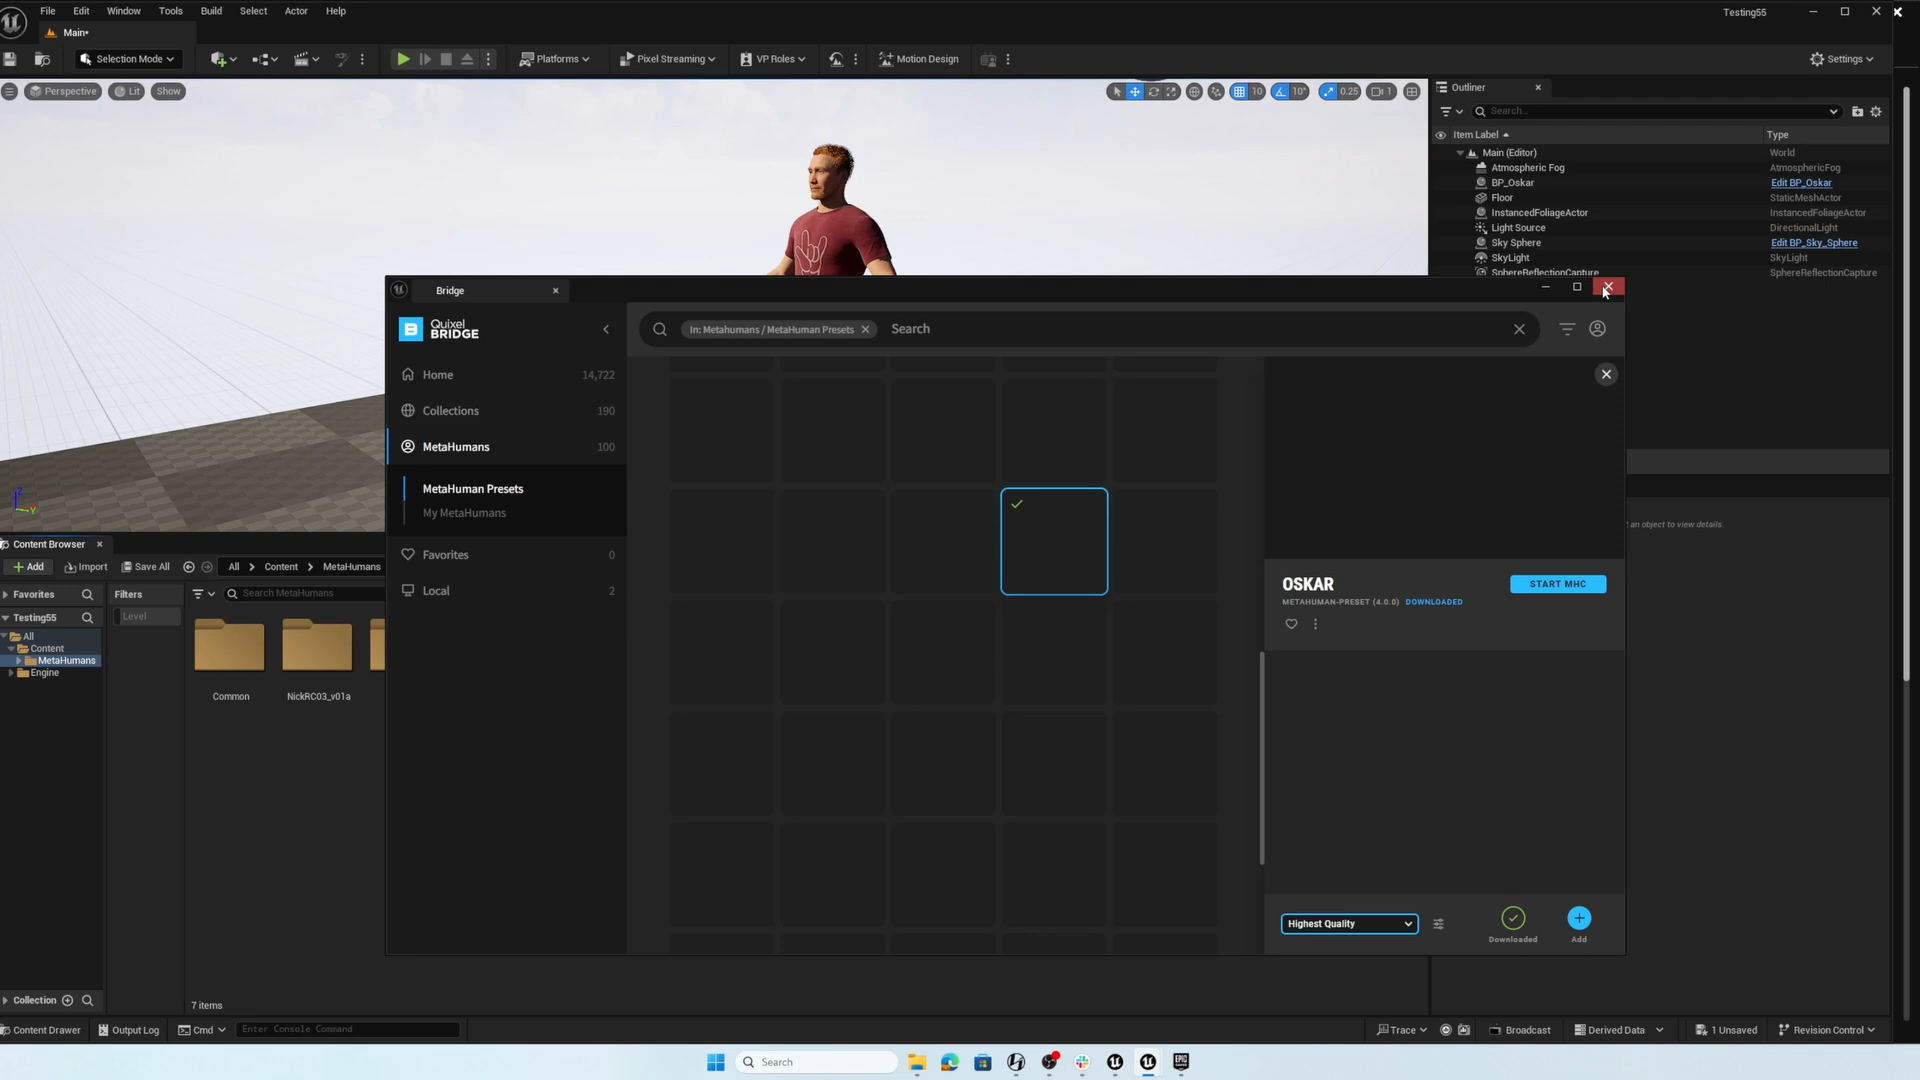 File Edit Window Tools Build Select Actor Help
Testing55
Main*
Selection Mode
Platforms
Pixel Streaming
VP Roles
Motion Design
Settings
Perspective
Lit
Show
10
10°
0.25
1
Outliner
Search...
Item Label
Type
Main (Editor) World
Atmospheric Fog AtmosphericFog
BP_Oskar Edit BP_Oskar
Floor StaticMeshActor
InstancedFoliageActor InstancedFoliageActor
Light Source DirectionalLight
Sky Sphere Edit BP_Sky_Sphere
SkyLight SkyLight
SphereReflectionCapture SphereReflectionCapture
Bridge
Quixel
BRIDGE
In: Metahumans / MetaHuman Presets
Search
Home 14,722
Collections 190
MetaHumans 100
MetaHuman Presets
My MetaHumans
Favorites 0
Local 2
OSKAR
START MHC
METAHUMAN-PRESET (4.0.0) DOWNLOADED
Highest Quality
Downloaded
Add
t an object to view details.
Content Browser
Add
Import
Save All
All
Content
MetaHumans
Favorites
Filters
Search MetaHumans
Testing55
Level
All
Content
MetaHumans
Engine
Common
NickRC03_v01a
Collection
7 items
Content Drawer
Output Log
Cmd
Enter Console Command
Trace
Broadcast
Derived Data
1 Unsaved
Revision Control
Search
EPIC